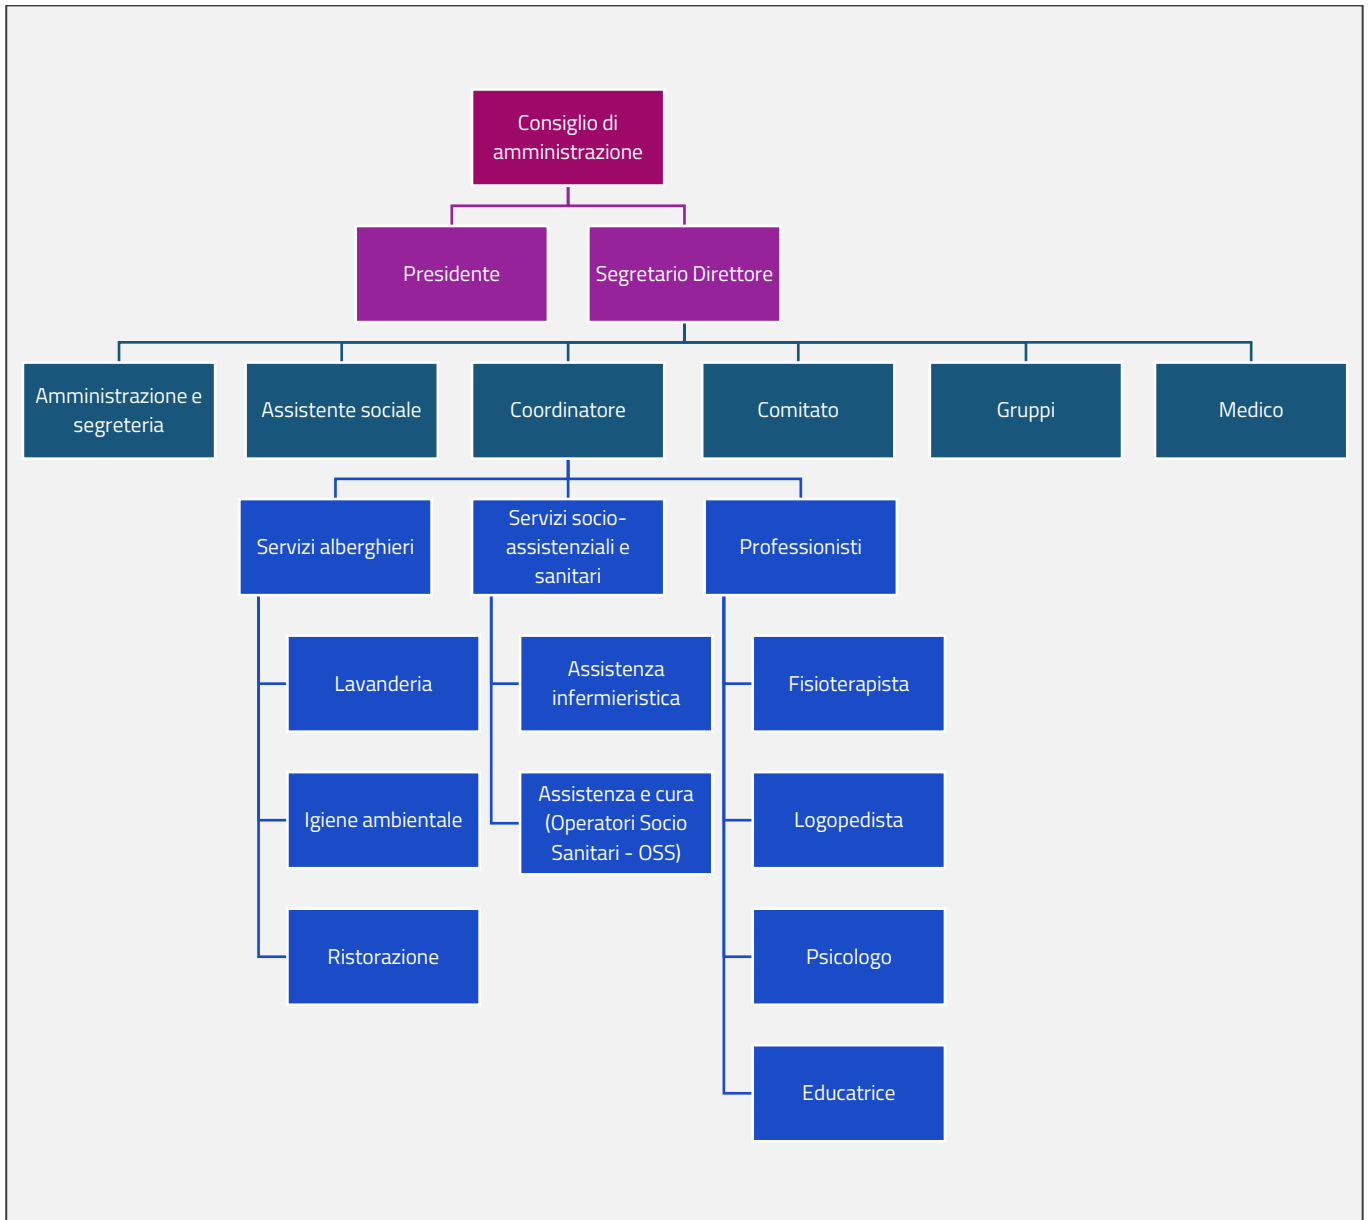 Consiglio di
amministrazione
Presidente
Segretario Direttore
Amministrazione e
segreteria
Assistente sociale
Coordinatore
Comitato
Gruppi
Medico
Servizi alberghieri
Servizi socio-
assistenziali e
sanitari
Professionisti
Lavanderia
Assistenza
infermieristica
Fisioterapista
Igiene ambientale
Assistenza e cura
(Operatori Socio
Sanitari - OSS)
Logopedista
Ristorazione
Psicologo
Educatrice